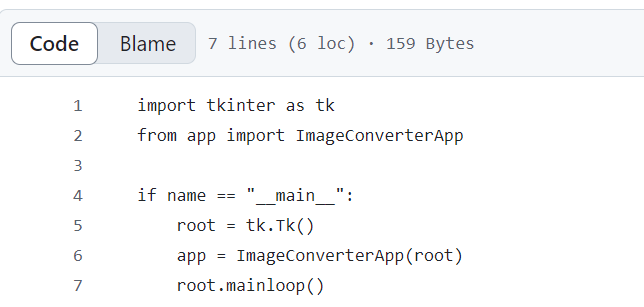 Code Blame 7 lines (6 loc) · 159 Bytes
1 import tkinter as tk
2 from app import ImageConverterApp
3
4 if name == "__main__":
5     root = tk.Tk()
6     app = ImageConverterApp(root)
7     root.mainloop()